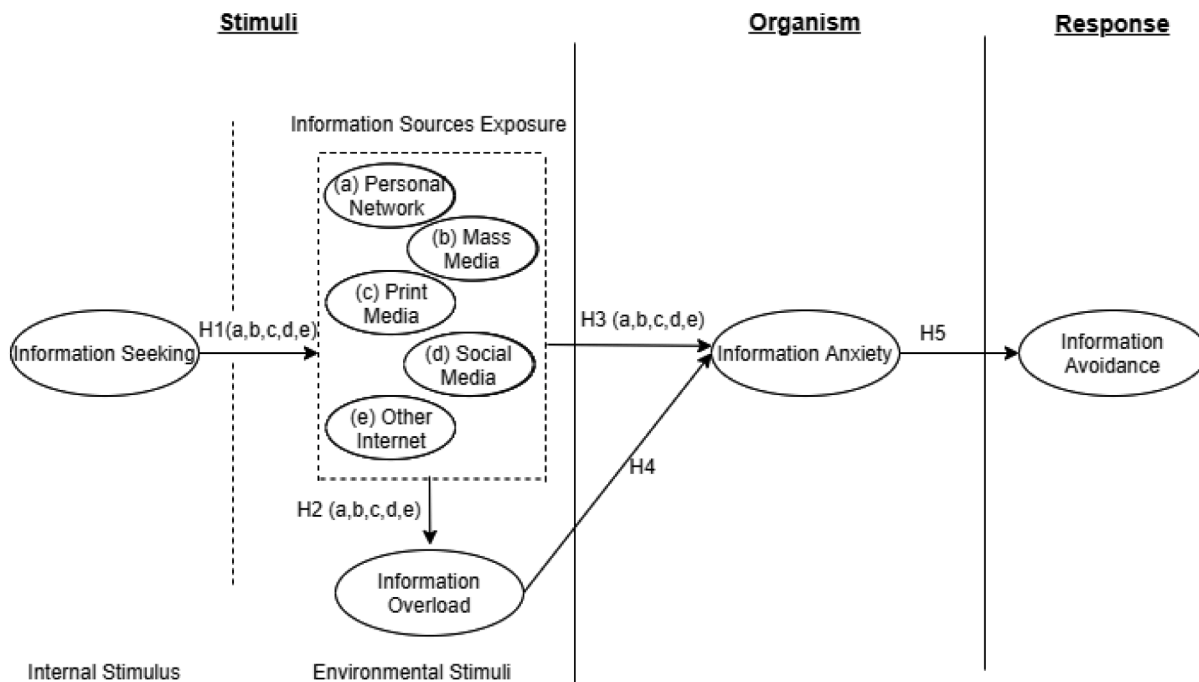 Stimuli
Organism
Response
Information Sources Exposure
(a) Personal
Network
(b) Mass
Media
(c) Print
Media
(d) Social
Media
(e) Other
Internet
Information Seeking
H1(a,b,c,d,e)
H3 (a,b,c,d,e)
Information Anxiety
H5
Information
Avoidance
H4
H2 (a,b,c,d,e)
Information
Overload
Internal Stimulus
Environmental Stimuli